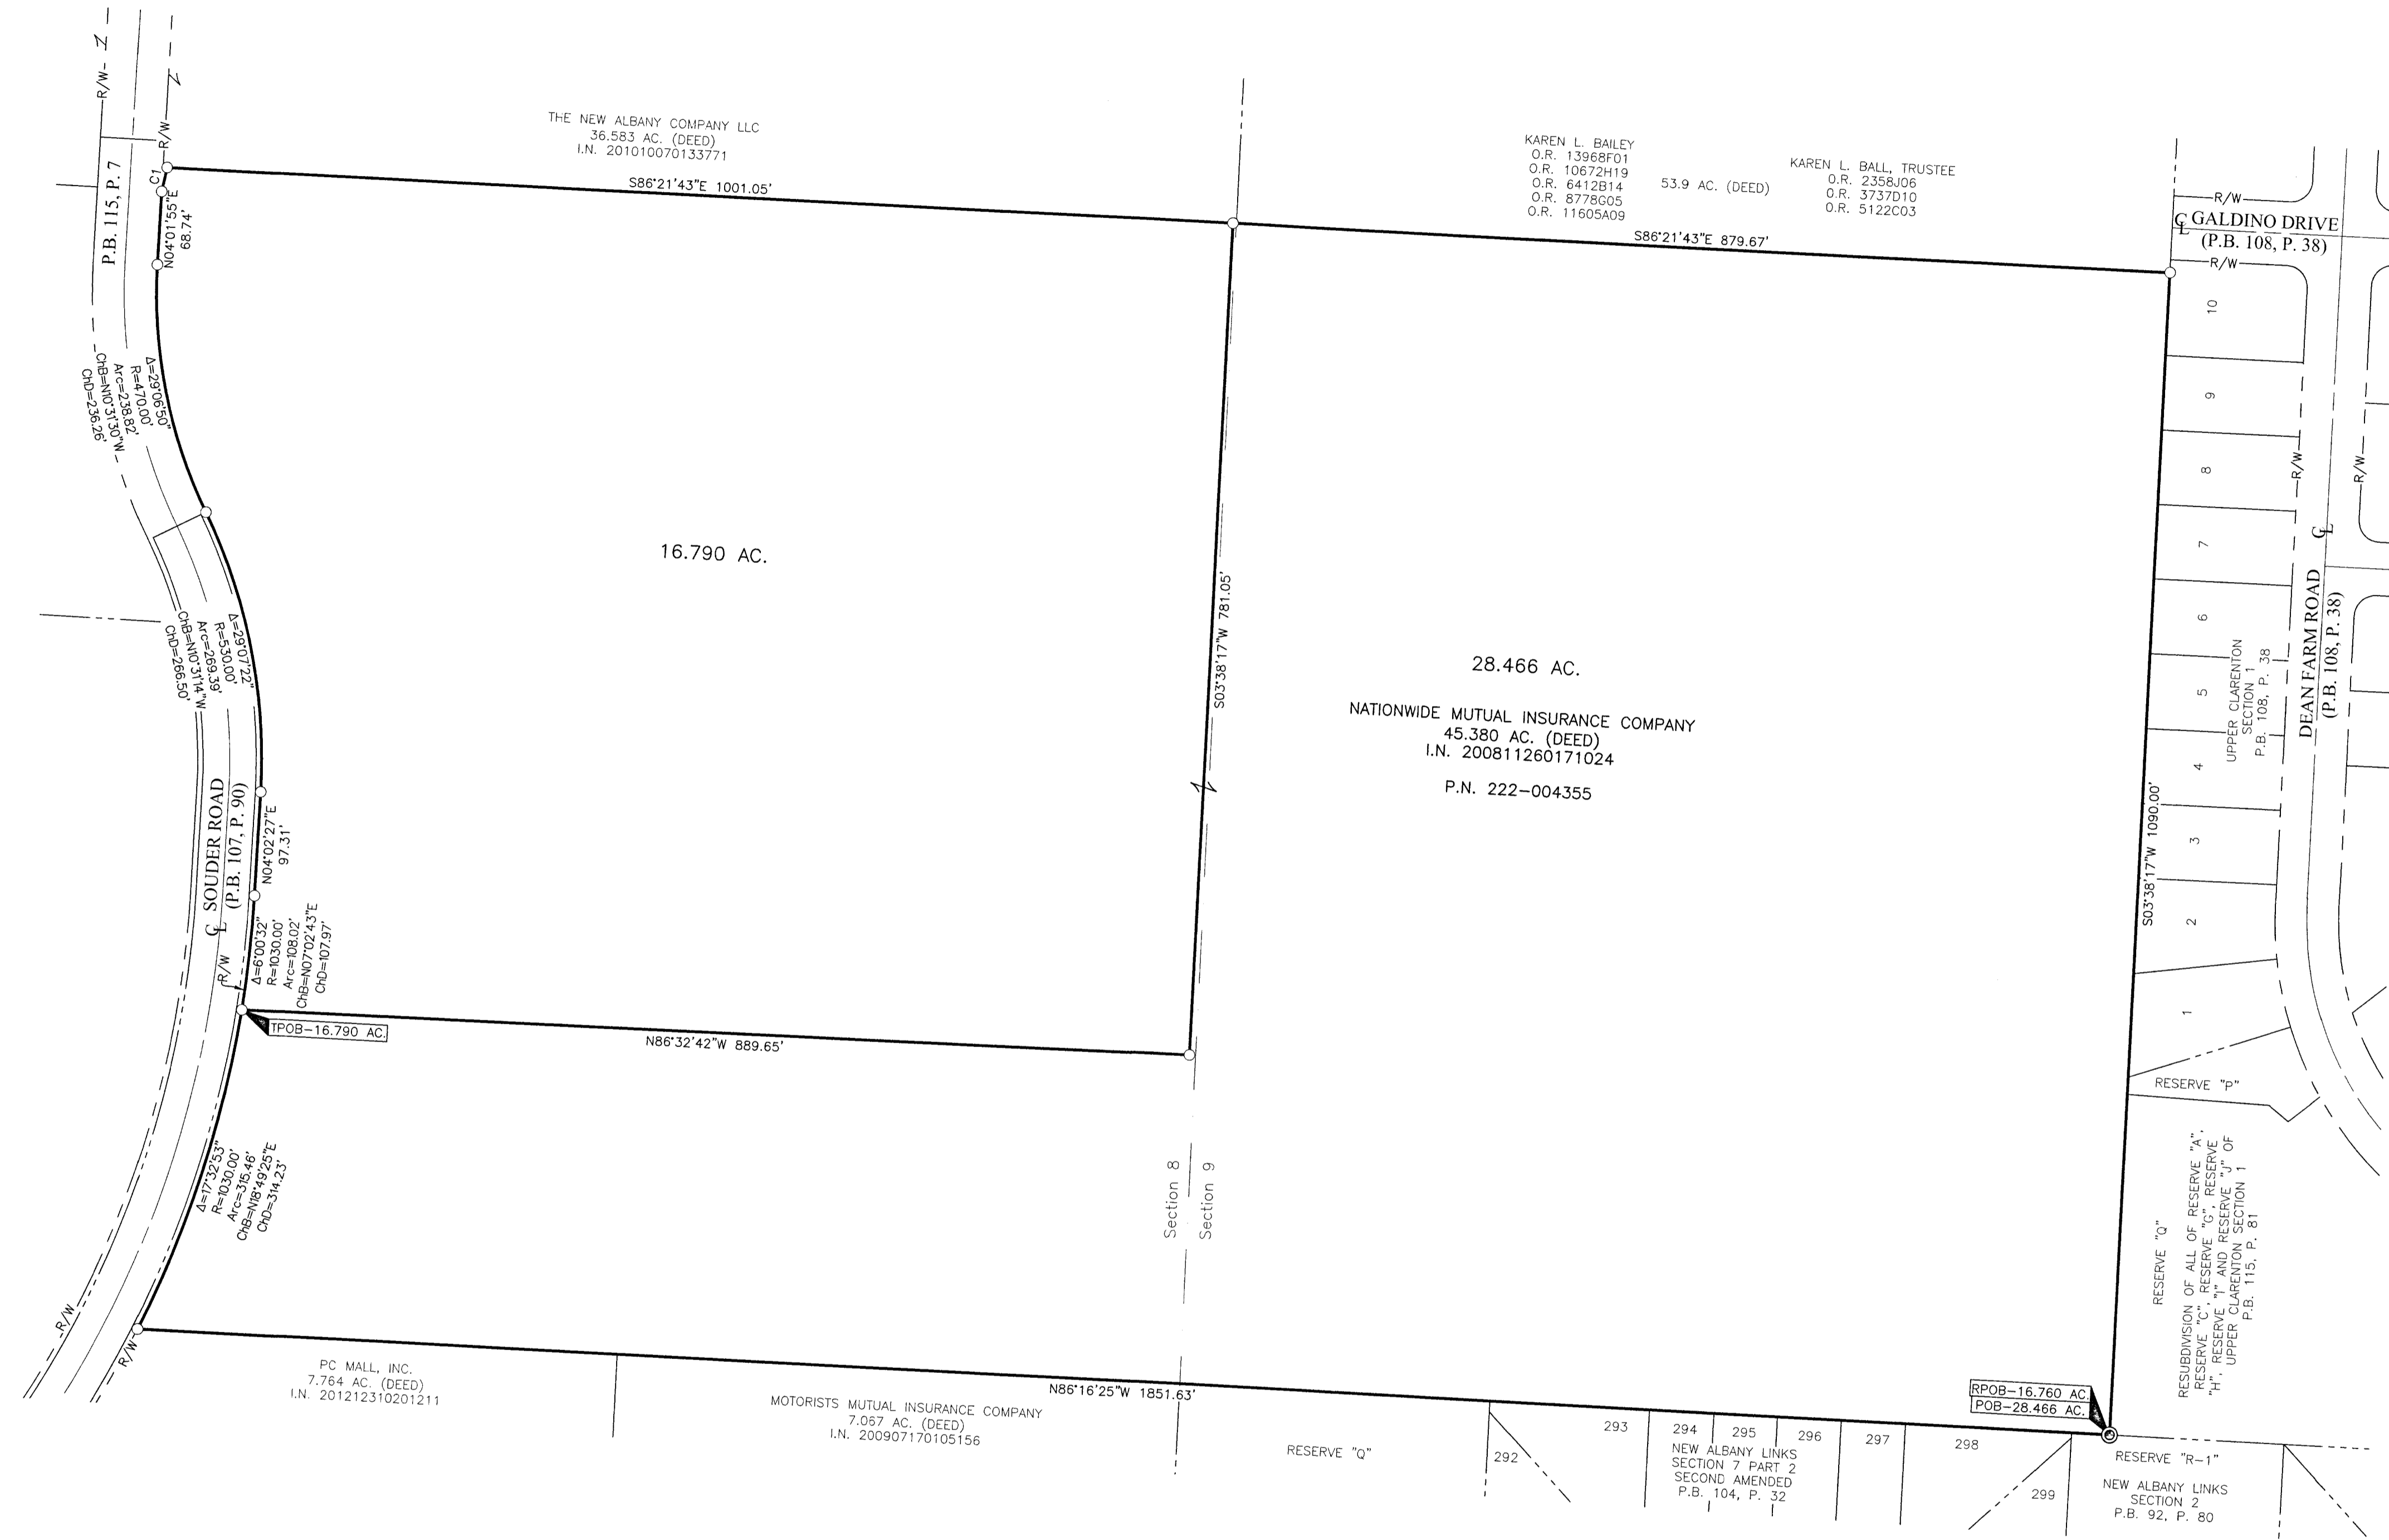 R/W
R/W
P.B. 115, P. 7
C1
N04°01'55"E
68.74'
THE NEW ALBANY COMPANY LLC
36.583 AC. (DEED)
I.N. 201010070133771
S86°21'43"E 1001.05'
KAREN L. BAILEY
O.R. 13968F01
O.R. 10672H19
O.R. 6412B14
O.R. 8778G05
O.R. 11605A09
53.9 AC. (DEED)
KAREN L. BALL, TRUSTEE
O.R. 2358J06
O.R. 3737D10
O.R. 5122C03
S86°21'43"E 879.67'
R/W
CL GALDINO DRIVE
(P.B. 108, P. 38)
R/W
Δ=29°06'50"
R=470.00'
Arc=238.82'
ChB=N10°31'30"W
ChD=236.26'
16.790 AC.
Δ=29°07'22"
R=530.00'
Arc=269.39'
ChB=N10°31'14"W
ChD=266.50'
S03°38'17"W 781.05'
28.466 AC.
NATIONWIDE MUTUAL INSURANCE COMPANY
45.380 AC. (DEED)
I.N. 200811260171024
P.N. 222-004355
10
9
8
7
6
5
4
3
2
1
UPPER CLARENTON
SECTION 1
P.B. 108, P. 38
R/W
R/W
CL
DEAN FARM ROAD
(P.B. 108, P. 38)
S03°38'17"W 1090.00'
CL SOUDER ROAD
(P.B. 107, P. 90)
N04°02'27"E
97.31'
R/W
Δ=6°00'32"
R=1030.00'
Arc=108.02'
ChB=N07°02'43"E
ChD=107.97'
TPOB-16.790 AC.
N86°32'42"W 889.65'
Δ=17°32'53"
R=1030.00'
Arc=315.46'
ChB=N18°49'25"E
ChD=314.23'
Section 8
Section 9
RESERVE "P"
RESERVE "Q"
RESUBDIVISION OF ALL OF RESERVE "A",
RESERVE "C", RESERVE "G", RESERVE
"H", RESERVE "I" AND RESERVE "J" OF
UPPER CLARENTON SECTION 1
P.B. 115, P. 81
R/W
R/W
PC MALL, INC.
7.764 AC. (DEED)
I.N. 201212310201211
N86°16'25"W 1851.63'
MOTORISTS MUTUAL INSURANCE COMPANY
7.067 AC. (DEED)
I.N. 200907170105156
RPOB-16.760 AC.
POB-28.466 AC.
RESERVE "Q"
292
293
294
295
296
297
298
299
NEW ALBANY LINKS
SECTION 7 PART 2
SECOND AMENDED
P.B. 104, P. 32
RESERVE "R-1"
NEW ALBANY LINKS
SECTION 2
P.B. 92, P. 80